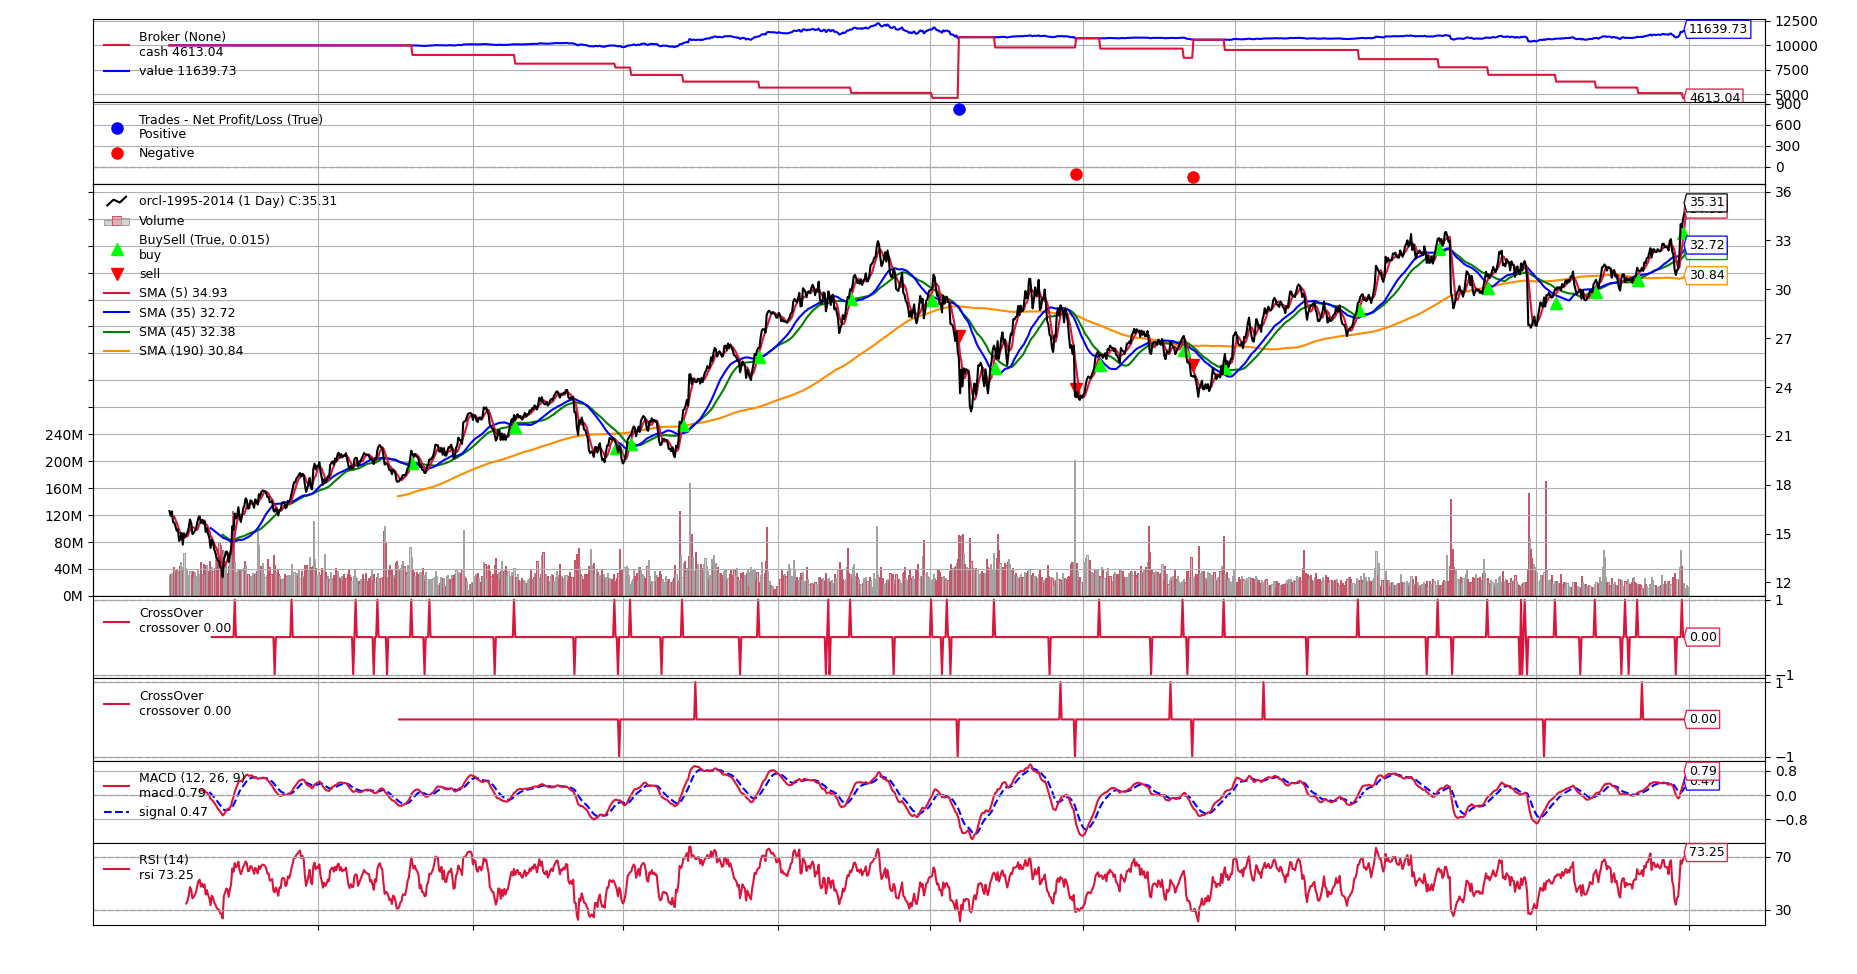 Broker (None)
cash 4613.04
value 11639.73
12500
11639.73
10000
7500
5000
4613.04
Trades - Net Profit/Loss (True)
Positive
Negative
900
600
300
0
orcl-1995-2014 (1 Day) C:35.31
Volume
BuySell (True, 0.015)
buy
sell
SMA (5) 34.93
SMA (35) 32.72
SMA (45) 32.38
SMA (190) 30.84
36
35.31
33
32.72
30.84
30
27
24
21
18
15
12
240M
200M
160M
120M
80M
40M
0M
CrossOver
crossover 0.00
1
0.00
−1
CrossOver
crossover 0.00
1
0.00
−1
MACD (12, 26, 9)
macd 0.79
signal 0.47
0.8
0.79
0.47
0.0
−0.8
RSI (14)
rsi 73.25
73.25
70
30